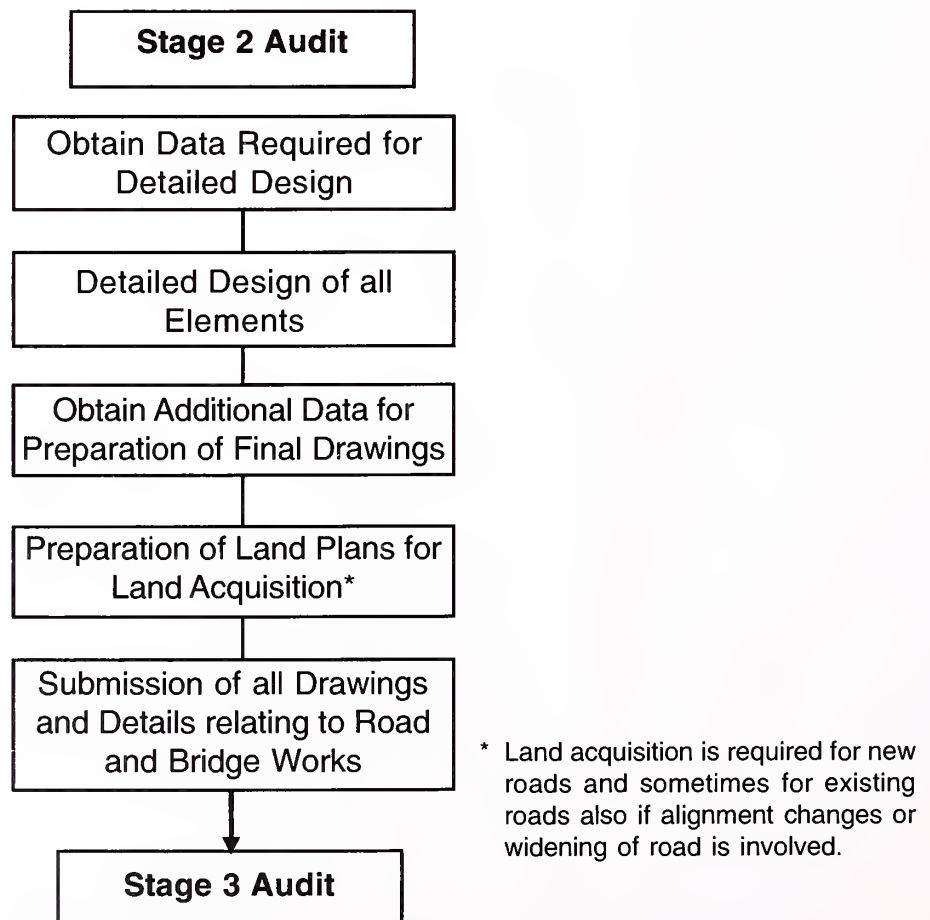 Stage 2 Audit
Obtain Data Required for
Detailed Design
Detailed Design of all
Elements
Obtain Additional Data for
Preparation of Final Drawings
Preparation of Land Plans for
Land Acquisition*
Submission of all Drawings
and Details relating to Road
and Bridge Works
* Land acquisition is required for new
roads and sometimes for existing
roads also if alignment changes or
widening of road is involved.
Stage 3 Audit